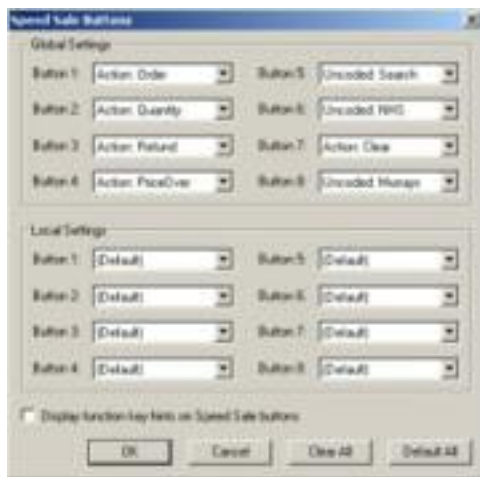 Speed Sale Buttons
Global Settings
Button 1: Action: Order Button 5: Uncoded: Search
Button 2: Action: Quantity Button 6: Uncoded: NHS
Button 3: Action: Refund Button 7: Action: Clear
Button 4: Action: PriceOver Button 8: Uncoded:
Local Settings
Button 1: (Default) Button 5: (Default)
Button 2: (Default) Button 6: (Default)
Button 3: (Default) Button 7: (Default)
Button 4: (Default) Button 8: (Default)
Display function key hints on Speed Sale buttons
OK Cancel Clear All Default All